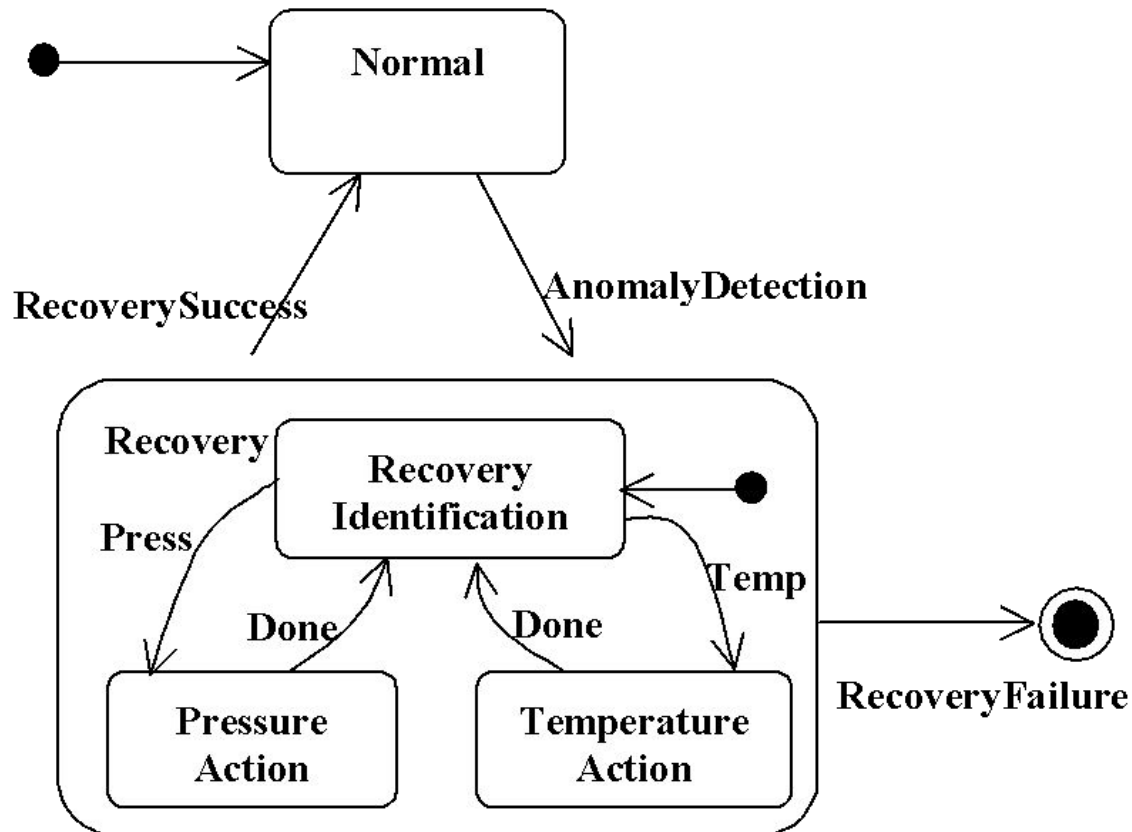 Normal
RecoverySuccess
AnomalyDetection
Recovery
Recovery
Identification
Press
Temp
Done
Done
RecoveryFailure
Pressure
Action
Temperature
Action